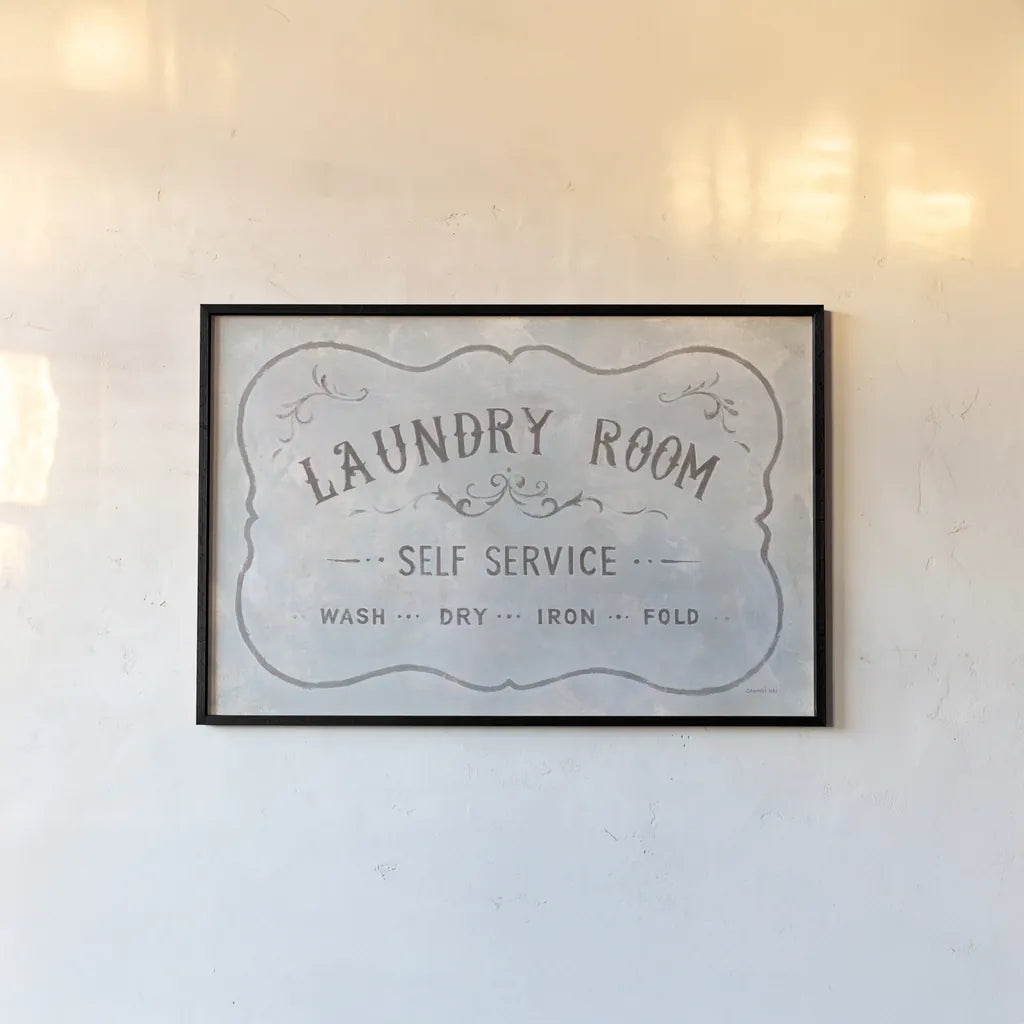 LAUNDRY ROOM
SELF SERVICE
WASH ··· DRY ··· IRON ··· FOLD